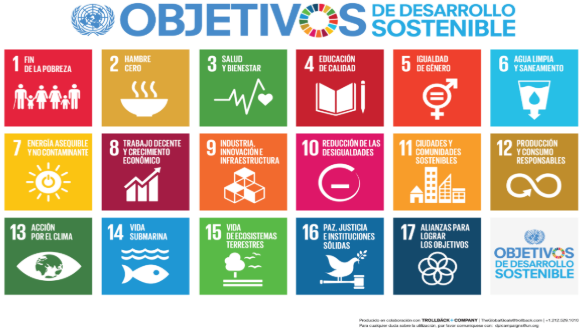 OBJETIVOS DE DESARROLLO
SOSTENIBLE
1 FIN
DE LA POBREZA
2 HAMBRE
CERO
3 SALUD
Y BIENESTAR
4 EDUCACIÓN
DE CALIDAD
5 IGUALDAD
DE GÉNERO
6 AGUA LIMPIA
Y SANEAMIENTO
7 ENERGÍA ASEQUIBLE
Y NO CONTAMINANTE
8 TRABAJO DECENTE
Y CRECIMIENTO
ECONÓMICO
9 INDUSTRIA,
INNOVACIÓN E
INFRAESTRUCTURA
10 REDUCCIÓN DE LAS
DESIGUALDADES
11 CIUDADES Y
COMUNIDADES
SOSTENIBLES
12 PRODUCCIÓN
Y CONSUMO
RESPONSABLES
13 ACCIÓN
POR EL CLIMA
14 VIDA
SUBMARINA
15 VIDA
DE ECOSISTEMAS
TERRESTRES
16 PAZ, JUSTICIA
E INSTITUCIONES
SÓLIDAS
17 ALIANZAS PARA
LOGRAR
LOS OBJETIVOS
OBJETIVOS
DE DESARROLLO
SOSTENIBLE
Producido en colaboración con TROLLBÄCK + COMPANY